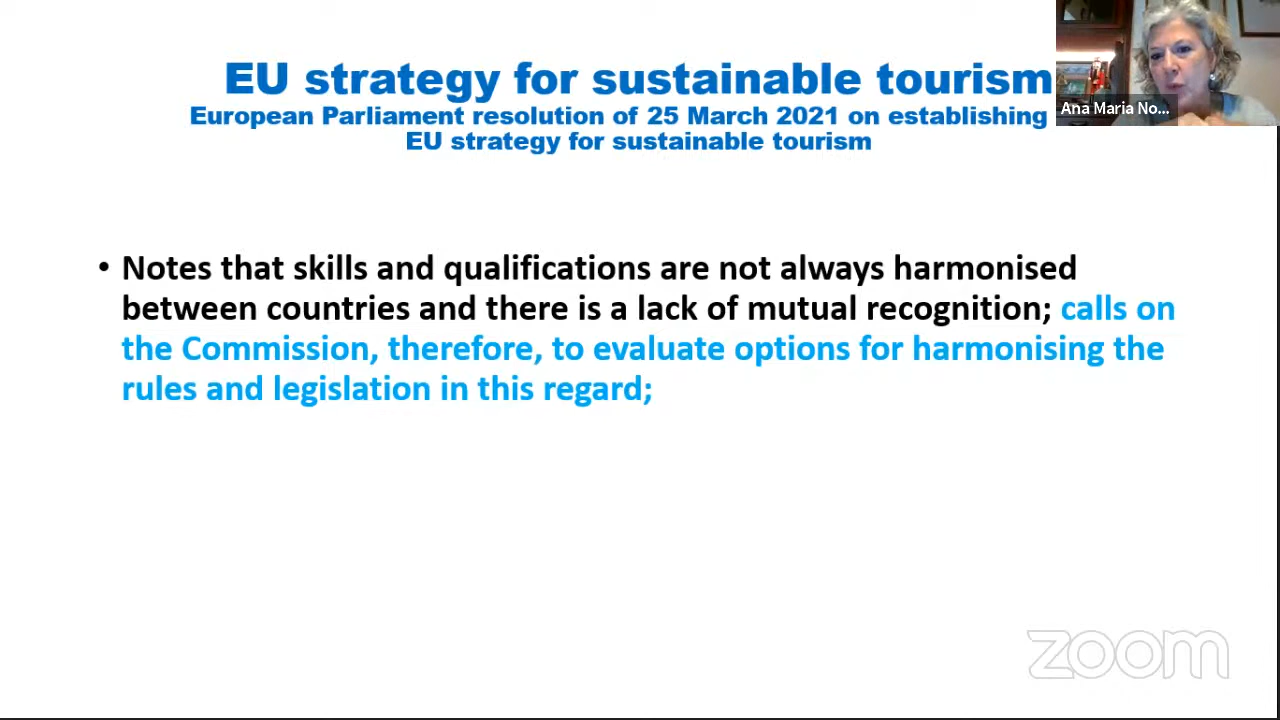 EU strategy for sustainable tourism
European Parliament resolution of 25 March 2021 on establishing
EU strategy for sustainable tourism
Ana Maria No...
• Notes that skills and qualifications are not always harmonised
between countries and there is a lack of mutual recognition; calls on
the Commission, therefore, to evaluate options for harmonising the
rules and legislation in this regard;
zoom